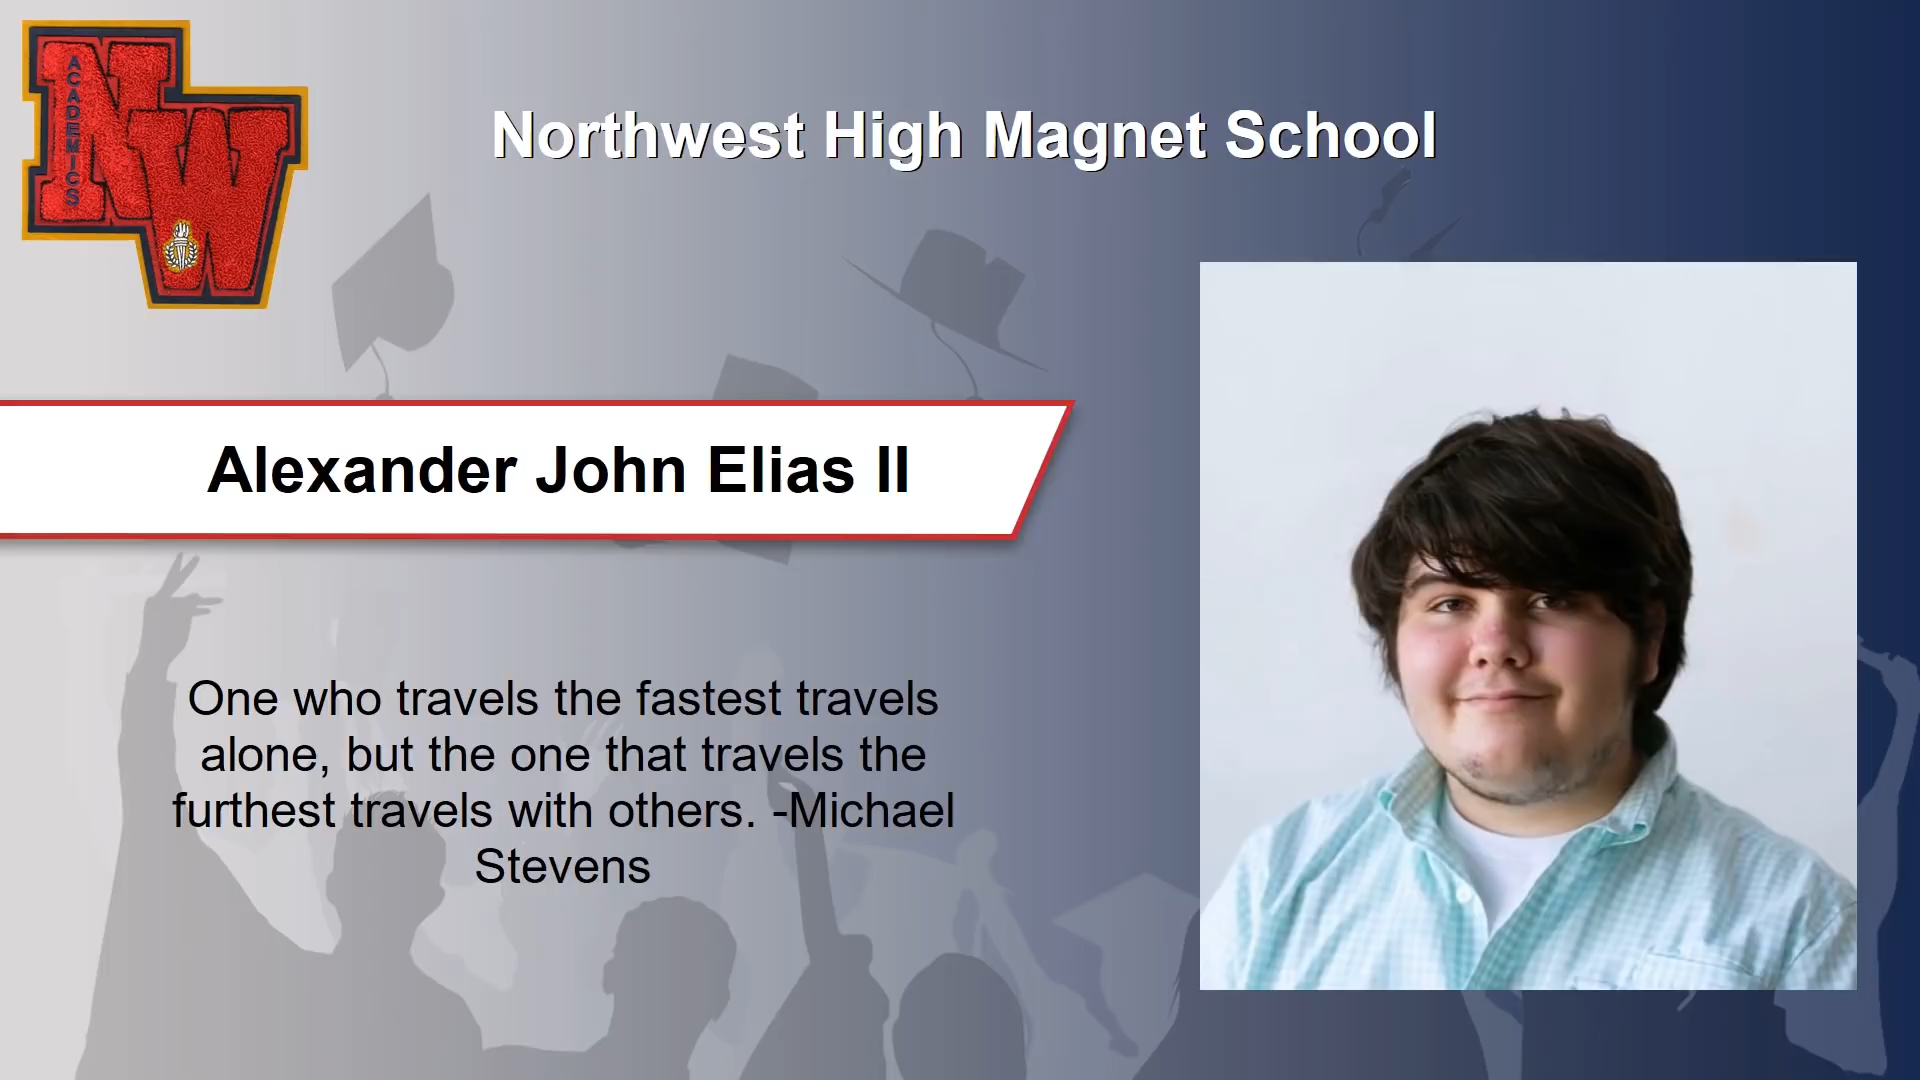 ACADEMICS
NW
Northwest High Magnet School
Alexander John Elias II
One who travels the fastest travels
alone, but the one that travels the
furthest travels with others. -Michael
Stevens